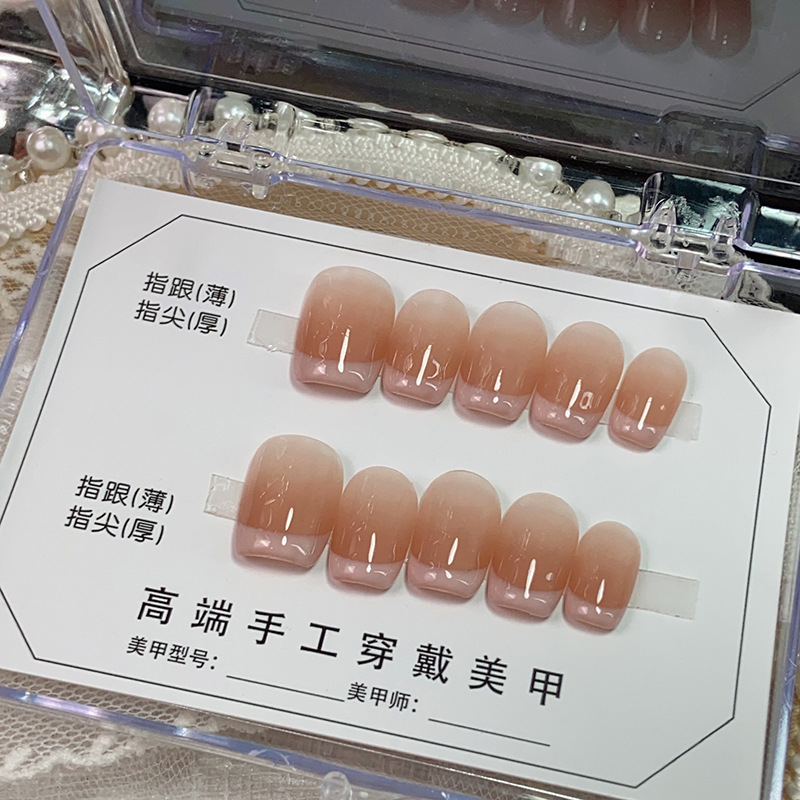 指跟(薄)
指尖(厚)
指跟(薄)
指尖(厚)
高端手工穿戴美甲
美甲型号：
美甲师：